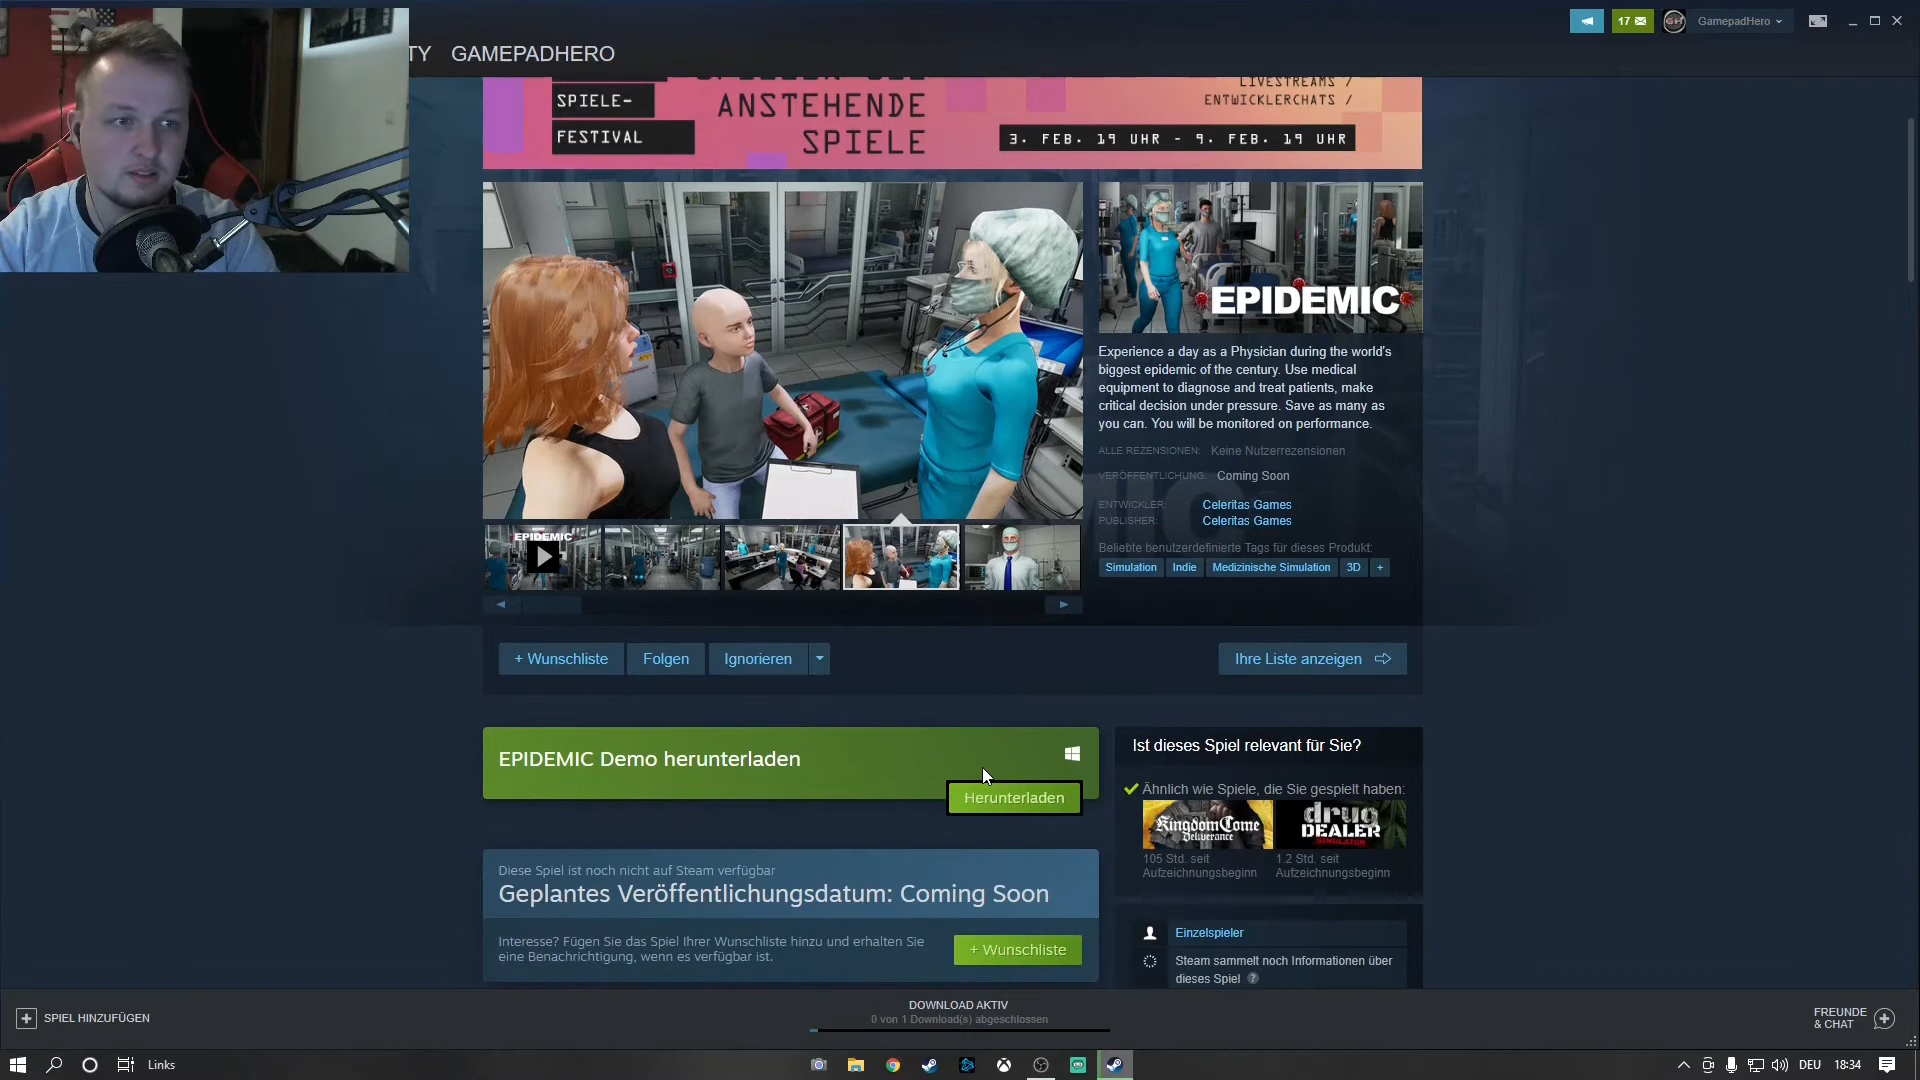 17
GamepadHero
TY GAMEPADHERO
SPIELE-
FESTIVAL
ANSTEHENDE
SPIELE
LIVESTREAMS /
ENTWICKLERCHATS /
3. FEB. 19 UHR - 9. FEB. 19 UHR
EPIDEMIC
Experience a day as a Physician during the world's
biggest epidemic of the century. Use medical
equipment to diagnose and treat patients, make
critical decision under pressure. Save as many as
you can. You will be monitored on performance.
ALLE REZENSIONEN: Keine Nutzerrezensionen
VERÖFFENTLICHUNG: Coming Soon
ENTWICKLER: Celeritas Games
PUBLISHER: Celeritas Games
Beliebte benutzerdefinierte Tags für dieses Produkt:
Simulation Indie Medizinische Simulation 3D +
EPIDEMIC
+ Wunschliste Folgen Ignorieren
Ihre Liste anzeigen
EPIDEMIC Demo herunterladen
Herunterladen
Ist dieses Spiel relevant für Sie?
Ähnlich wie Spiele, die Sie gespielt haben:
Kingdom Come
Deliverance
drug
DEALER
SIMULATOR
105 Std. seit
Aufzeichnungsbeginn
1.2 Std. seit
Aufzeichnungsbeginn
Diese Spiel ist noch nicht auf Steam verfügbar
Geplantes Veröffentlichungsdatum: Coming Soon
Interesse? Fügen Sie das Spiel Ihrer Wunschliste hinzu und erhalten Sie
eine Benachrichtigung, wenn es verfügbar ist.
+ Wunschliste
Einzelspieler
Steam sammelt noch Informationen über
dieses Spiel ?
SPIEL HINZUFÜGEN
DOWNLOAD AKTIV
0 von 1 Download(s) abgeschlossen
FREUNDE
& CHAT
Links
DEU 18:34